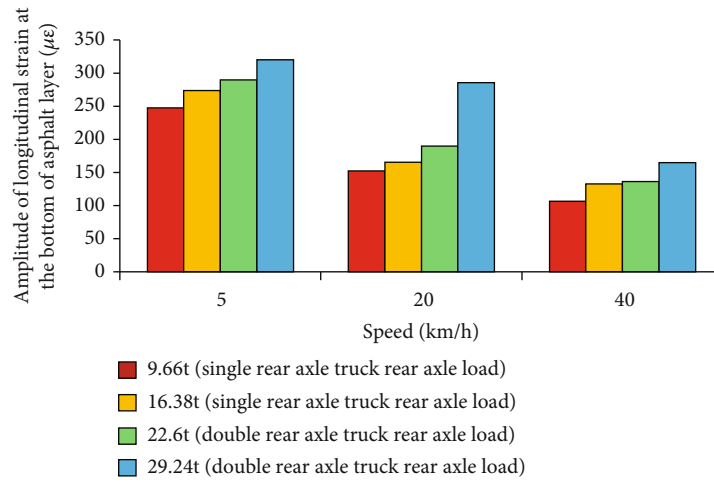 Amplitude of longitudinal strain at
the bottom of asphalt layer (με)
350
300
250
200
150
100
50
0
5
20
40
Speed (km/h)
9.66t (single rear axle truck rear axle load)
16.38t (single rear axle truck rear axle load)
22.6t (double rear axle truck rear axle load)
29.24t (double rear axle truck rear axle load)